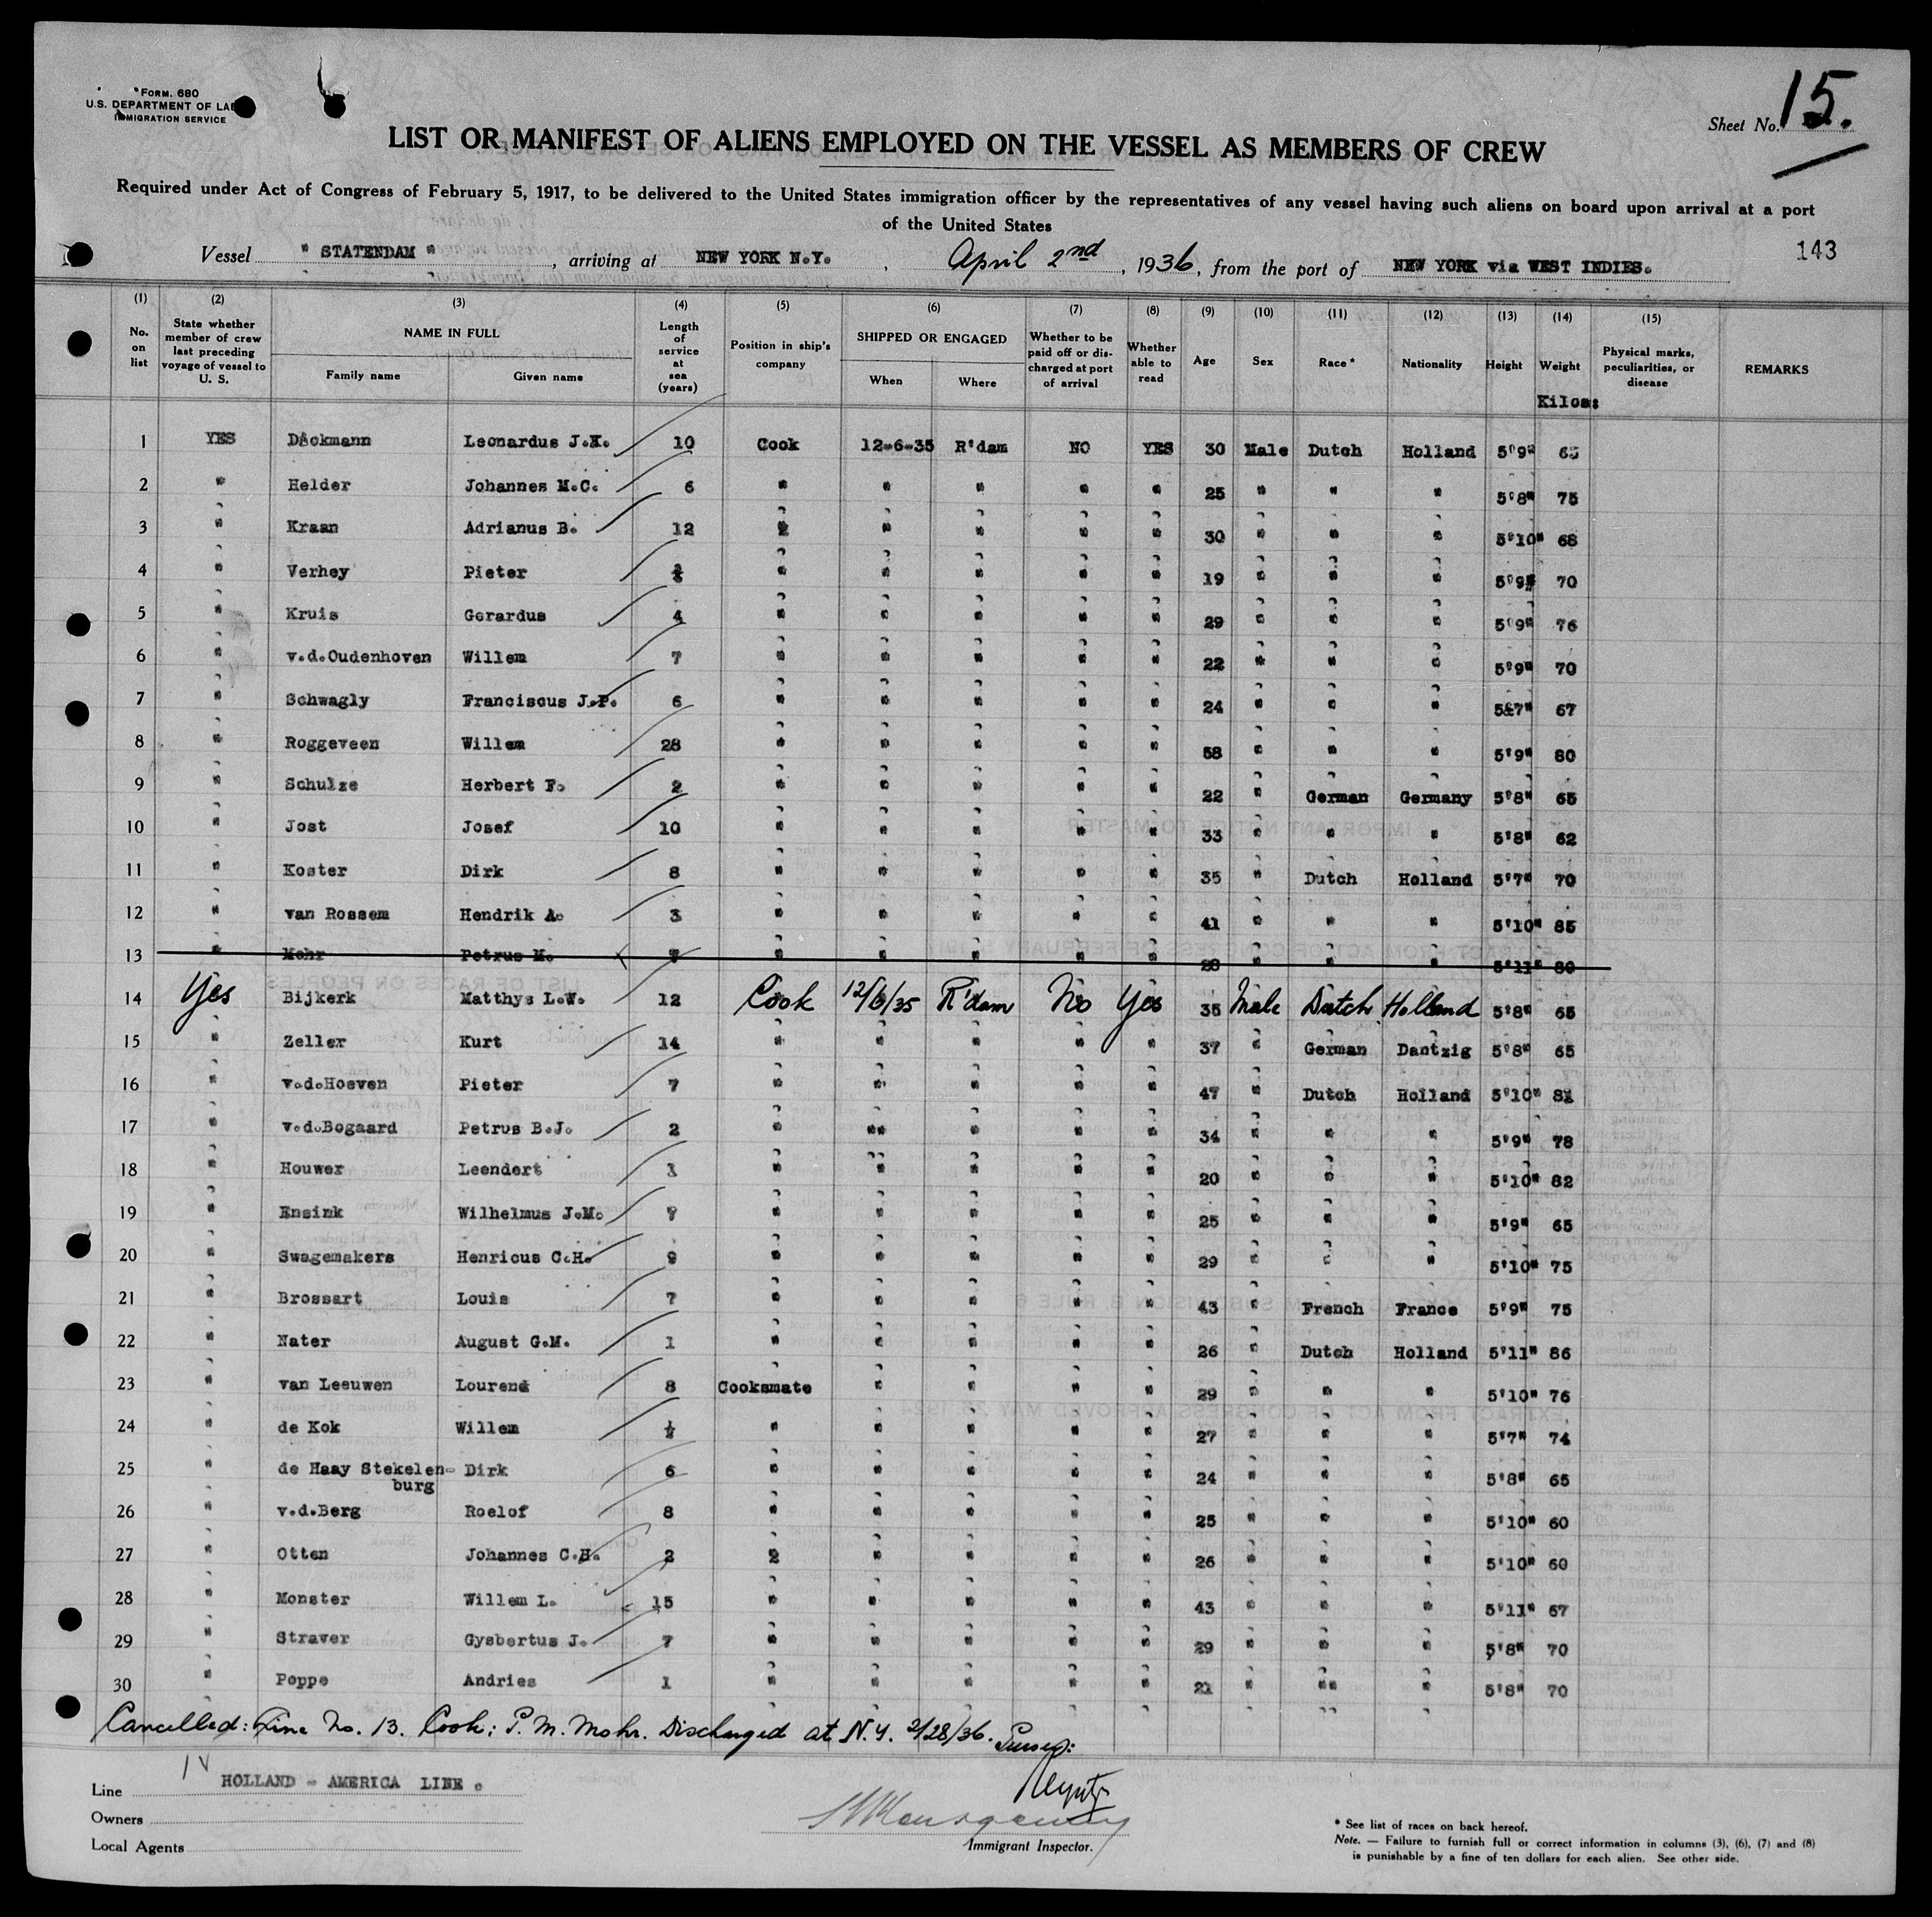 Form. 680
U.S. DEPARTMENT OF LA
IMMIGRATION SERVICE
Sheet No. 15.
LIST OR MANIFEST OF ALIENS EMPLOYED ON THE VESSEL AS MEMBERS OF CREW
Required under Act of Congress of February 5, 1917, to be delivered to the United States immigration officer by the representatives of any vessel having such aliens on board upon arrival at a port
of the United States
143
Vessel " STATENDAM " , arriving at NEW YORK N.Y. , April 2nd , 1936, from the port of NEW YORK via WEST INDIES.
(1) (2) (3) (4) (5) (6) (7) (8) (9) (10) (11) (12) (13) (14) (15)
No. on list State whether member of crew last preceding voyage of vessel to U. S. NAME IN FULL Family name Given name Length of service at sea (years) Position in ship's company SHIPPED OR ENGAGED When Where Whether to be paid off or discharged at port of arrival Whether able to read Age Sex Race * Nationality Height Weight Kilos: Physical marks, peculiarities, or disease REMARKS
1 YES Dackmann Leonardus J.X. 10 Cook 12-6-35 R'dam NO YES 30 Male Dutch Holland 5'9" 65
2 " Helder Johannes M.C. 6 " " " " " 25 " " " 5'8" 75
3 " Kraan Adrianus B. 12 " " " " " 30 " " " 5'10" 68
4 " Verhey Pieter " " " " " 19 " " " 5'9" 70
5 " Kruis Gerardus 4 " " " " " 29 " " " 5'9" 76
6 " v.d.Oudenhoven Willem 7 " " " " " 22 " " " 5'9" 70
7 " Schwagly Franciscus J.P. 6 " " " " " 24 " " " 5&7" 67
8 " Roggeveen Willem 28 " " " " " 58 " " " 5'9" 80
9 " Schulze Herbert F. 2 " " " " " 22 " German Germany 5'8" 65
10 " Jost Josef 10 " " " " " 33 " " " 5'8" 62
11 " Koster Dirk 8 " " " " " 35 " Dutch Holland 5'7" 70
12 " van Rossem Hendrik A. 3 " " " " " 41 " " " 5'10" 85
13 " Mohr Petrus M. 7 " " " " " 28 " " " 5'11" 80
14 Yes Bijkerk Matthys L.W. 12 Cook 12/6/35 R'dam No Yes 35 Male Dutch Holland 5'8" 65
15 " Zeller Kurt 14 " " " " " 37 " German Dantzig 5'8" 65
16 " v.d.Hoeven Pieter 7 " " " " " 47 " Dutch Holland 5'10"
17 " v.d.Bogaard Petrus B.J. 2 " " " " " 34 " " " 5'9" 78
18 " Houwer Leendert " " " " " 20 " " " 5'10" 82
19 " Ensink Wilhelmus J.M. 7 " " " " " 25 " " " 5'9" 65
20 " Swagemakers Henricus C.H. 9 " " " " " 29 " " " 5'10" 75
21 " Brossart Louis 7 " " " " " 43 " French France 5'9" 75
22 " Nater August G.M. 1 " " " " " 26 " Dutch Holland 5'11" 86
23 " van Leeuwen Lourens 8 Cooksmate " " " " 29 " " " 5'10" 76
24 " de Kok Willem " " " " " 27 " " " 5'7" 74
25 " de Haay Stekelen- Dirk 6 " " " " " 24 " " " 5'8" 65
burg
26 " v.d.Berg Roelof 8 " " " " " 25 " " " 5'10" 60
27 " Otten Johannes C.H. 2 " " " " " 26 " " " 5'10" 60
28 " Monster Willem L. 15 " " " " " 43 " " " 5'11" 67
29 " Straver Gysbertus J. 7 " " " " " 29 " " " 5'8" 70
30 " Poppe Andries 1 " " " " " 21 " " " 5'8" 70
Cancelled: Line No. 13. Cook: P. M. Mohr. Discharged at N.Y. 2/28/36. Purser:
Line HOLLAND - AMERICA LINE.
Owners
Local Agents
Immigrant Inspector.
* See list of races on back hereof.
Note. — Failure to furnish full or correct information in columns (3), (6), (7) and (8)
is punishable by a fine of ten dollars for each alien. See other side.